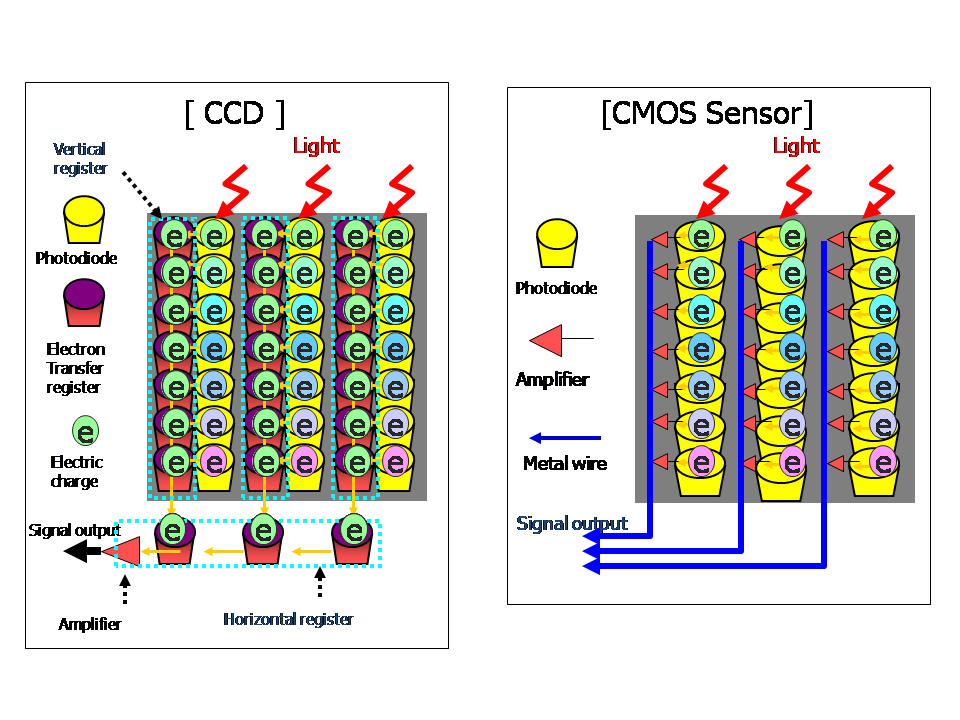 [ CCD ]
Light
Vertical
register
Photodiode
Electron
Transfer
register
e
Electric
charge
e e e e e e
e e e e e e
e e e e e e
e e e e e e
e e e e e e
e e e e e e
e e e e e e
e e e
Signal output
Amplifier
Horizontal register
[CMOS Sensor]
Light
Photodiode
Amplifier
Metal wire
Signal output
e e e
e e e
e e e
e e e
e e e
e e e
e e e